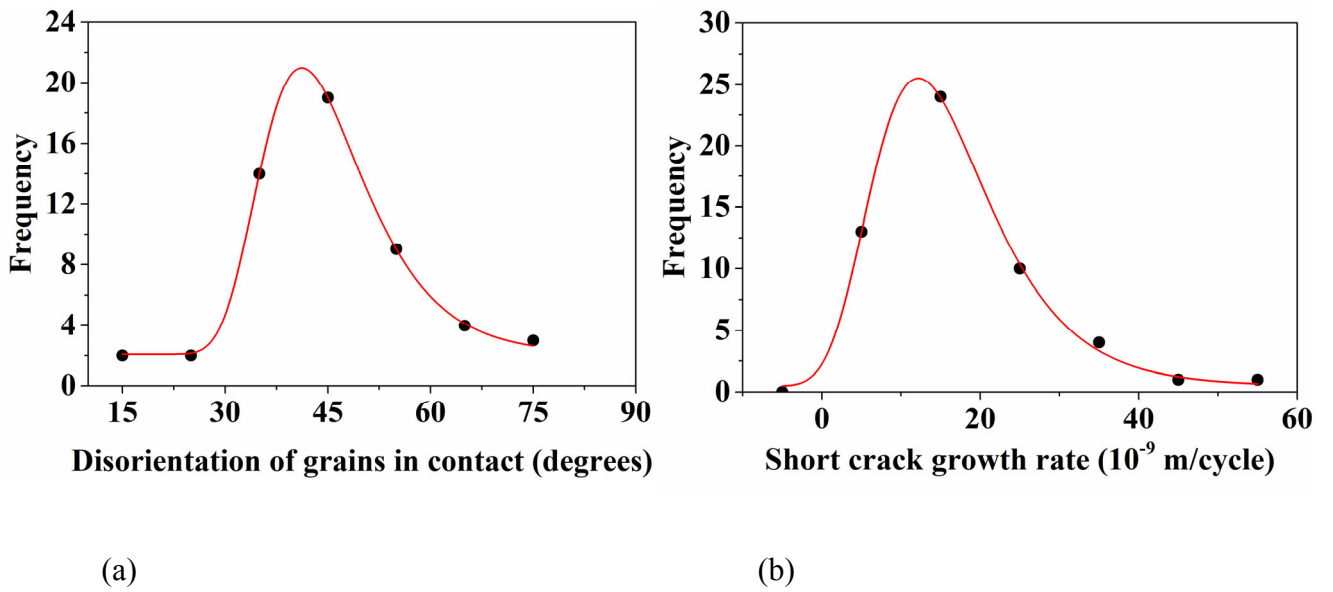 24
20
16
12
8
4
0
Frequency
15 30 45 60 75 90
Disorientation of grains in contact (degrees)
(a)
30
25
20
15
10
5
0
Frequency
0 20 40 60
Short crack growth rate (10⁻⁹ m/cycle)
(b)